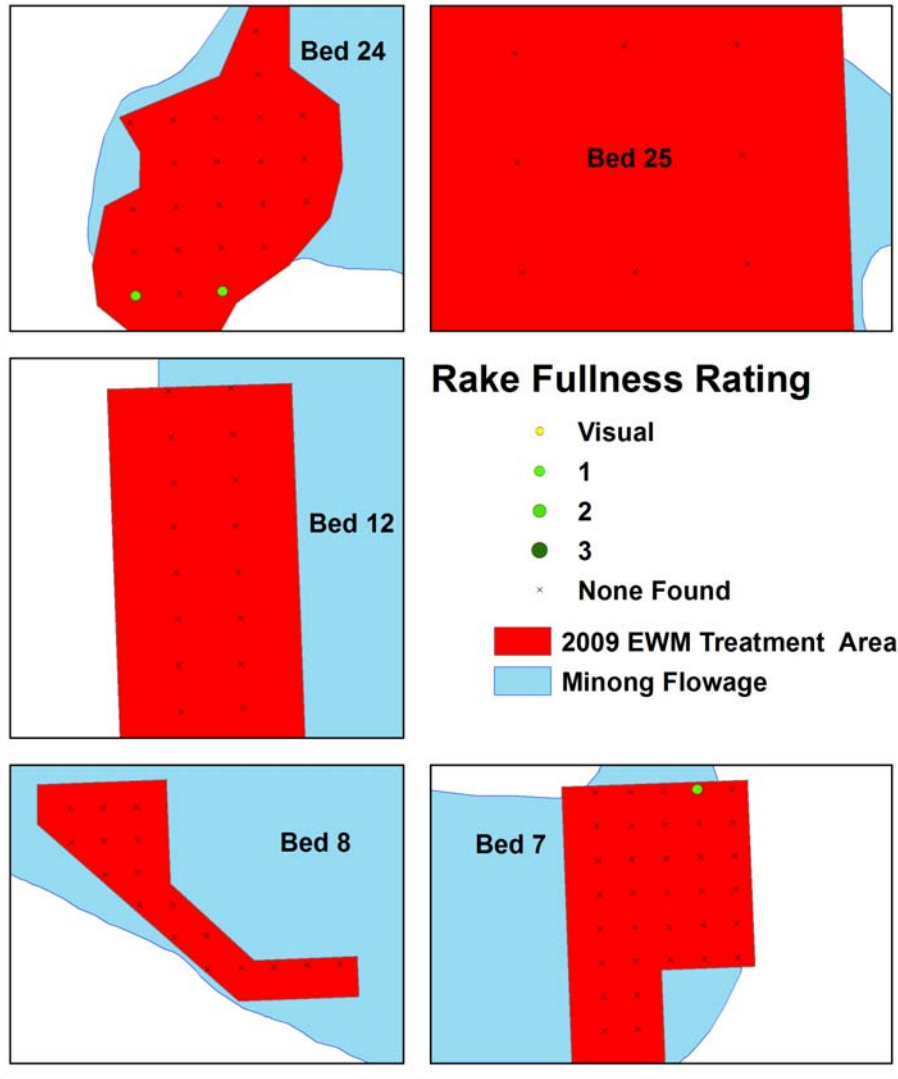 Bed 24
Bed 25
Rake Fullness Rating
Visual
1
2
3
None Found
2009 EWM Treatment Area
Minong Flowage
Bed 12
Bed 8
Bed 7